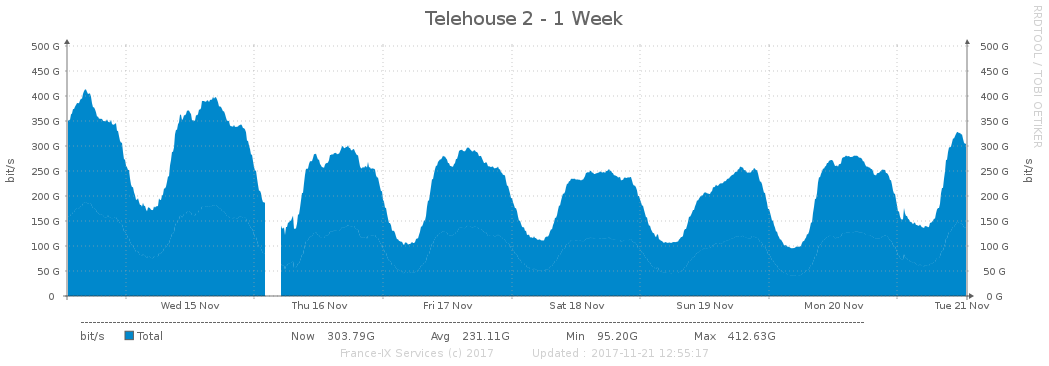 Telehouse 2 - 1 Week
RRDTOOL / TOBI OETIKER
bit/s
500 G 500 G
450 G 450 G
400 G 400 G
350 G 350 G
300 G 300 G
250 G 250 G
200 G 200 G
150 G 150 G
100 G 100 G
50 G 50 G
0 0 G
bit/s
Wed 15 Nov Thu 16 Nov Fri 17 Nov Sat 18 Nov Sun 19 Nov Mon 20 Nov Tue 21 Nov
bit/s Total Now 303.79G Avg 231.11G Min 95.20G Max 412.63G
France-IX Services (c) 2017 Updated : 2017-11-21 12:55:17